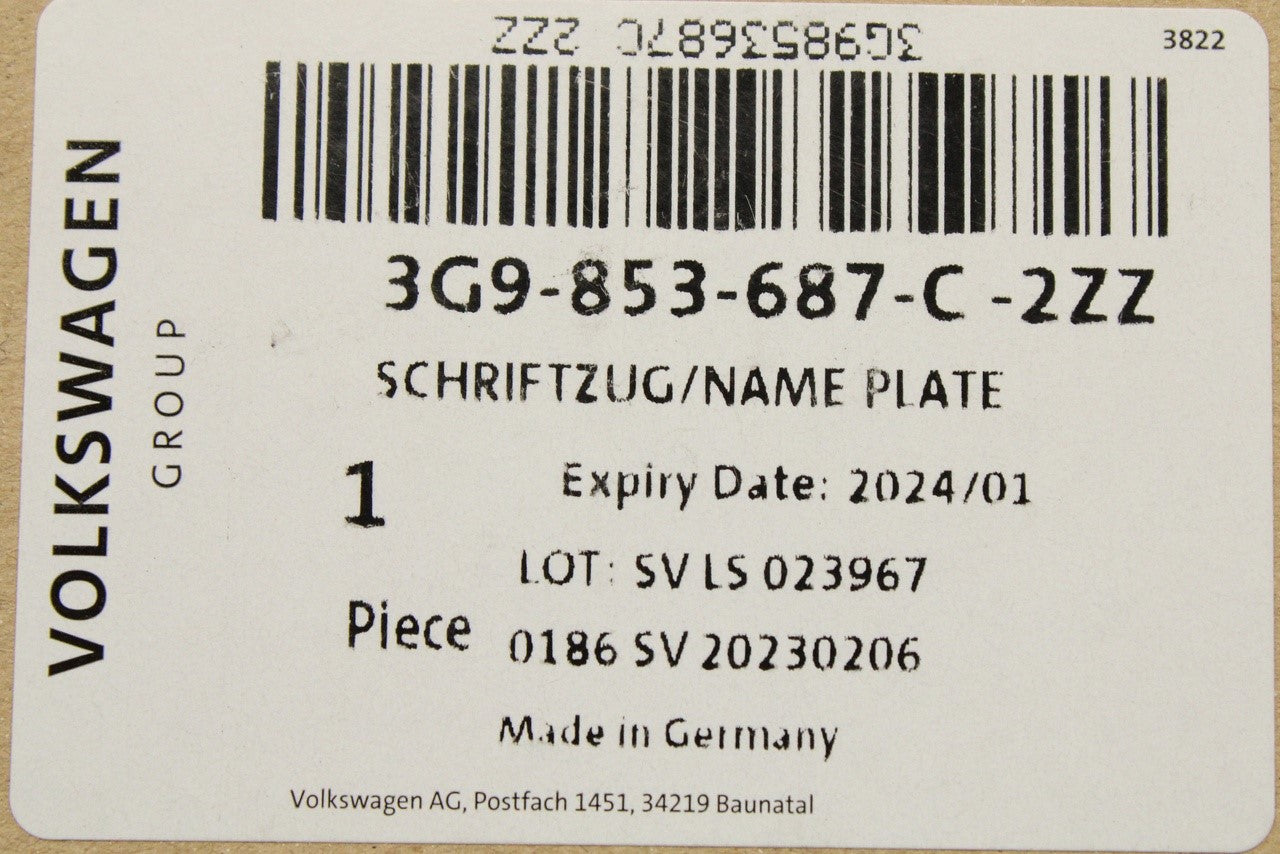 3G9853687C 2ZZ
3822
VOLKSWAGEN
GROUP
3G9-853-687-C -2ZZ
SCHRIFTZUG/NAME PLATE
1 Expiry Date: 2024/01
LOT: SV LS 023967
Piece 0186 SV 20230206
Made in Germany
Volkswagen AG, Postfach 1451, 34219 Baunatal